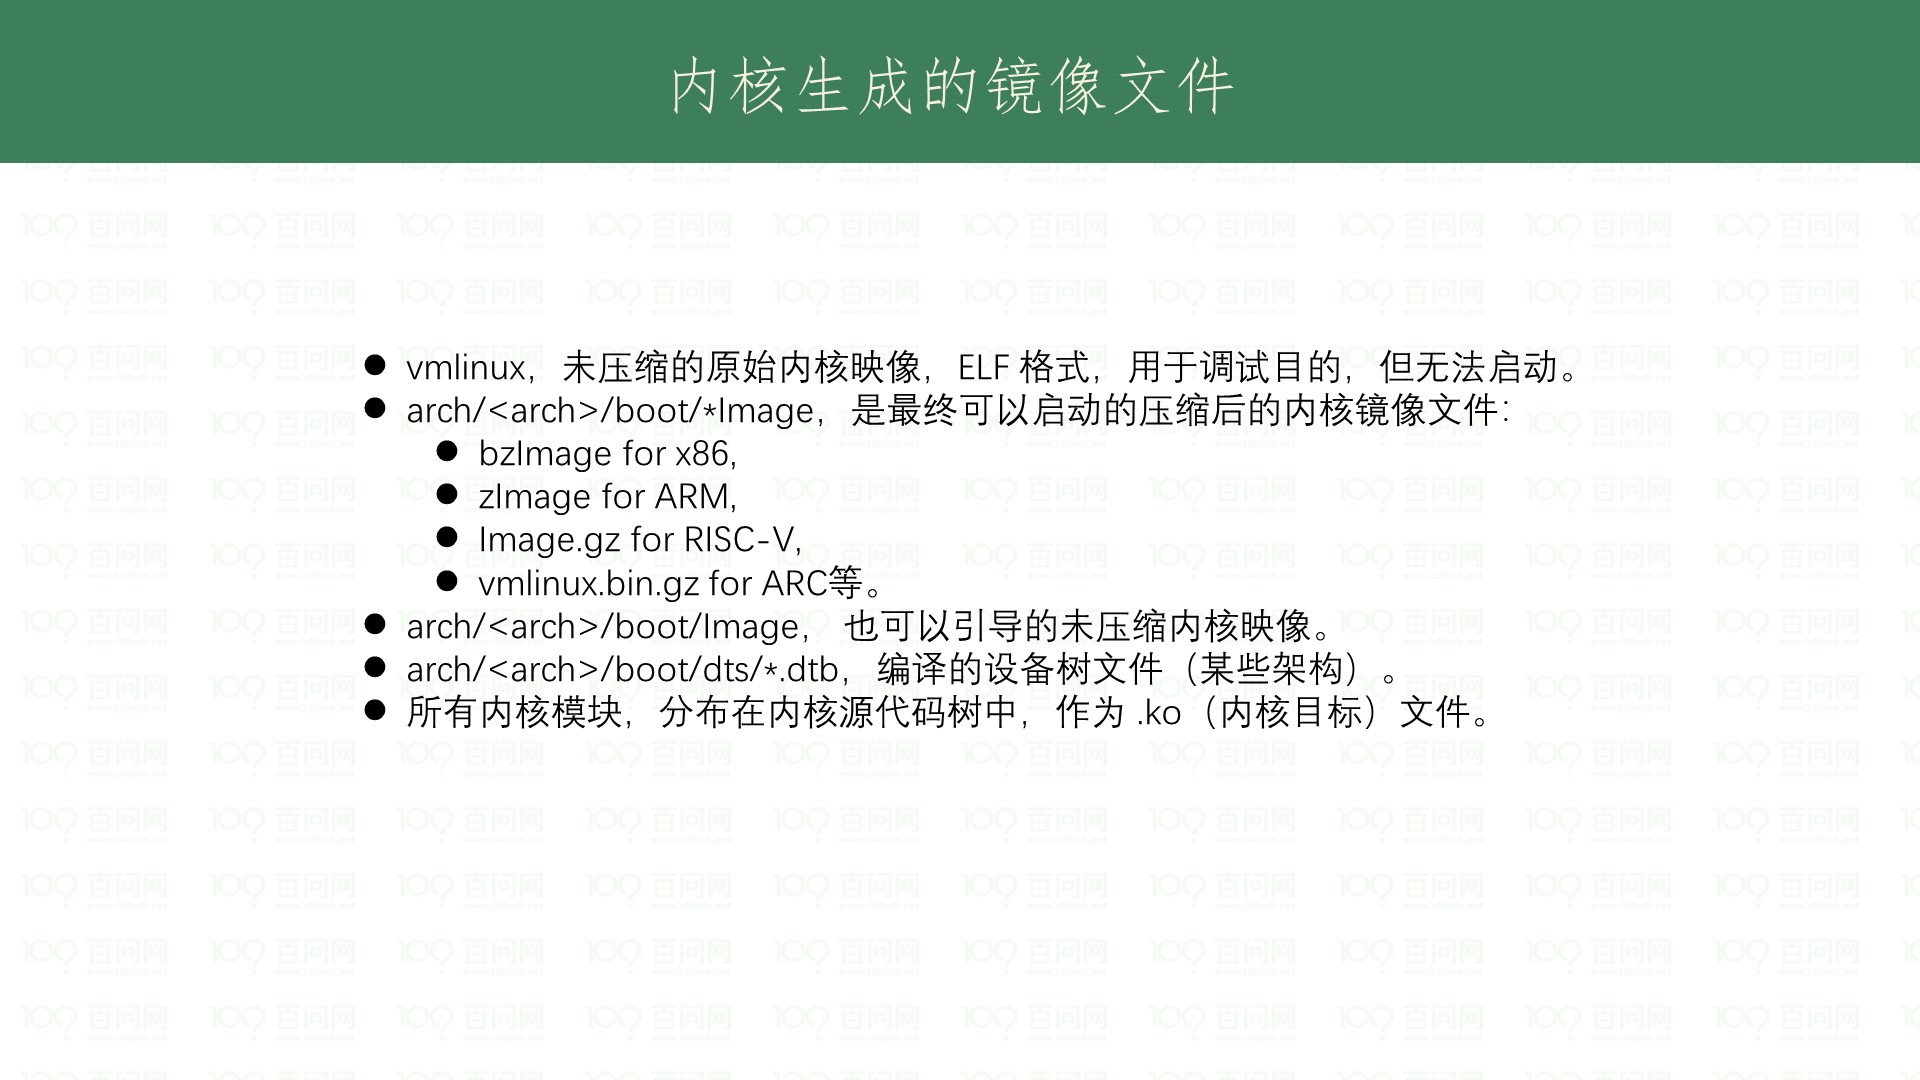 内核生成的镜像文件
● vmlinux，未压缩的原始内核映像，ELF 格式，用于调试目的，但无法启动。
● arch/<arch>/boot/*Image，是最终可以启动的压缩后的内核镜像文件：
● bzImage for x86,
● zImage for ARM,
● Image.gz for RISC-V,
● vmlinux.bin.gz for ARC等。
● arch/<arch>/boot/Image， 也可以引导的未压缩内核映像。
● arch/<arch>/boot/dts/*.dtb，编译的设备树文件（某些架构）。
● 所有内核模块，分布在内核源代码树中，作为 .ko（内核目标）文件。
百问网
www.100ask.net